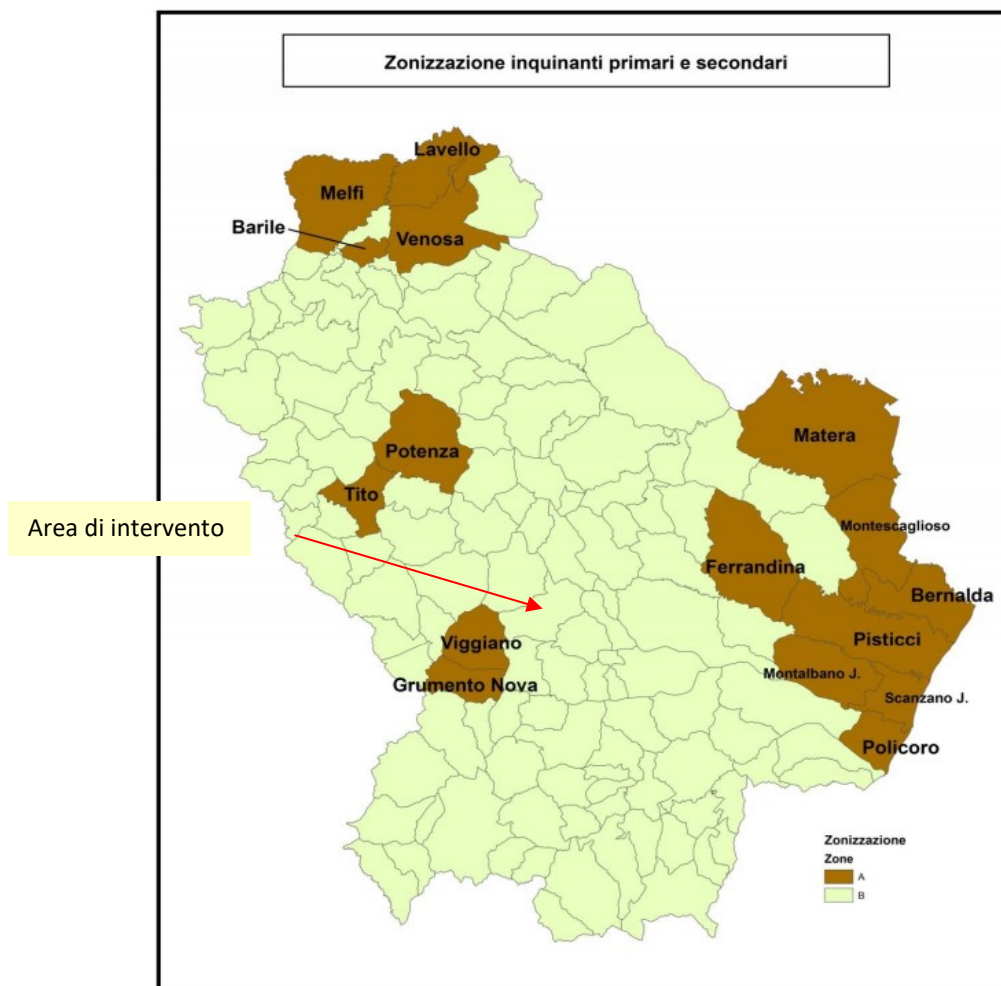 Zonizzazione inquinanti primari e secondari
Lavello
Melfi
Barile
Venosa
Matera
Potenza
Tito
Area di intervento
Montescaglioso
Ferrandina
Bernalda
Pisticci
Viggiano
Montalbano J.
Grumento Nova
Scanzano J.
Policoro
Zonizzazione
Zone
A
B